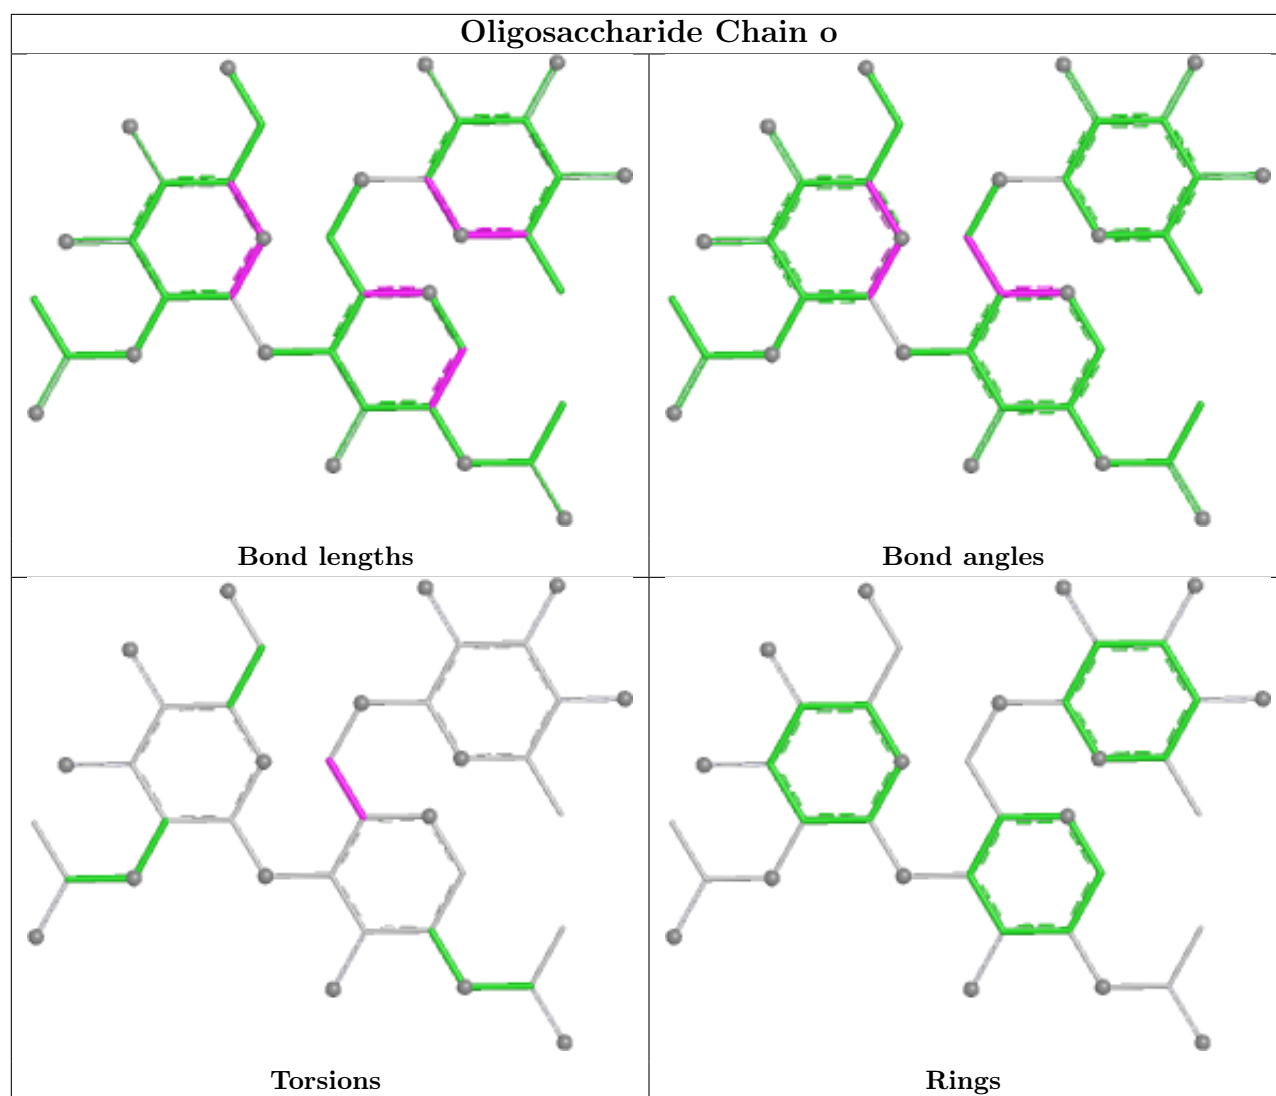 Oligosaccharide Chain o
Bond lengths
Bond angles
Torsions
Rings